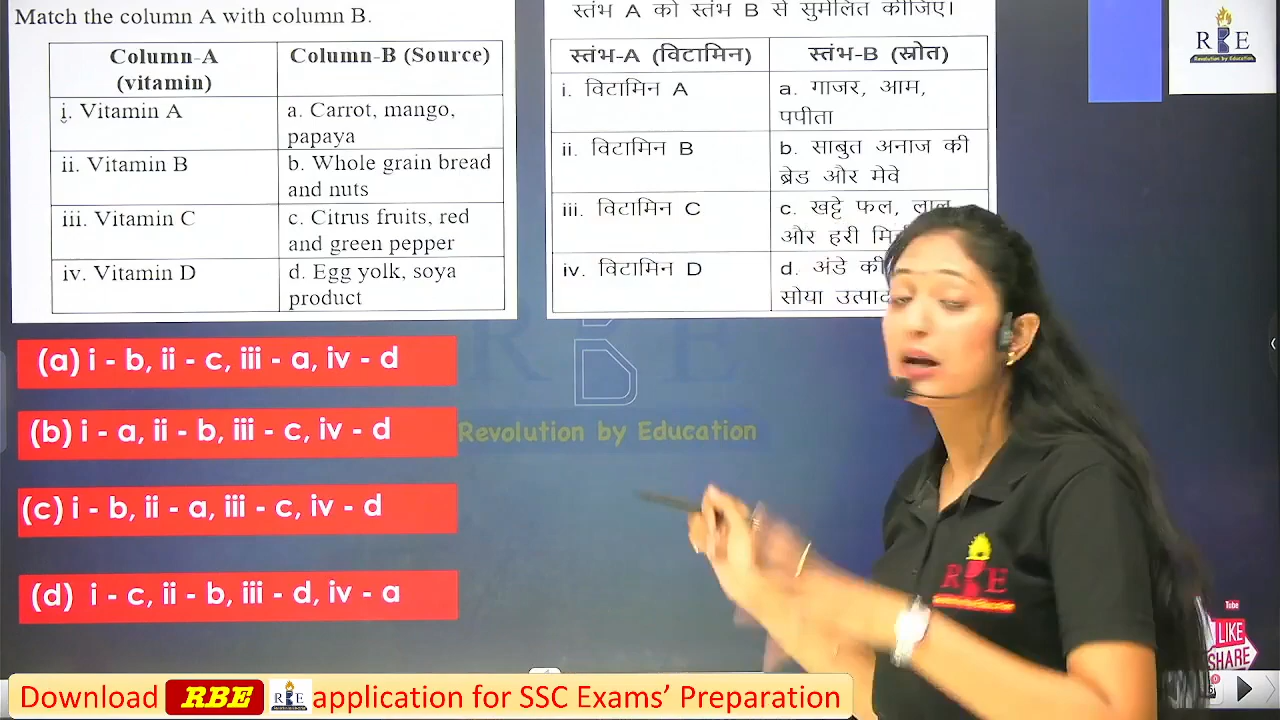 Match the column A with column B.
Column-A (vitamin)
Column-B (Source)
i. Vitamin A
a. Carrot, mango, papaya
ii. Vitamin B
b. Whole grain bread and nuts
iii. Vitamin C
c. Citrus fruits, red and green pepper
iv. Vitamin D
d. Egg yolk, soya product
स्तंभ A को स्तंभ B से सुमेलित कीजिए।
स्तंभ-A (विटामिन)
स्तंभ-B (स्रोत)
i. विटामिन A
a. गाजर, आम, पपीता
ii. विटामिन B
b. साबुत अनाज की ब्रेड और मेवे
iii. विटामिन C
c. खट्टे फल, लाल और हरी
iv. विटामिन D
d. अंडे की
सोया
(a) i - b, ii - c, iii - a, iv - d
(b) i - a, ii - b, iii - c, iv - d
(c) i - b, ii - a, iii - c, iv - d
(d) i - c, ii - b, iii - d, iv - a
RBE
Revolution by Education
RBE
Revolution by Education
RBE
Tube
LIKE
SHARE
Download RBE RBE application for SSC Exams' Preparation